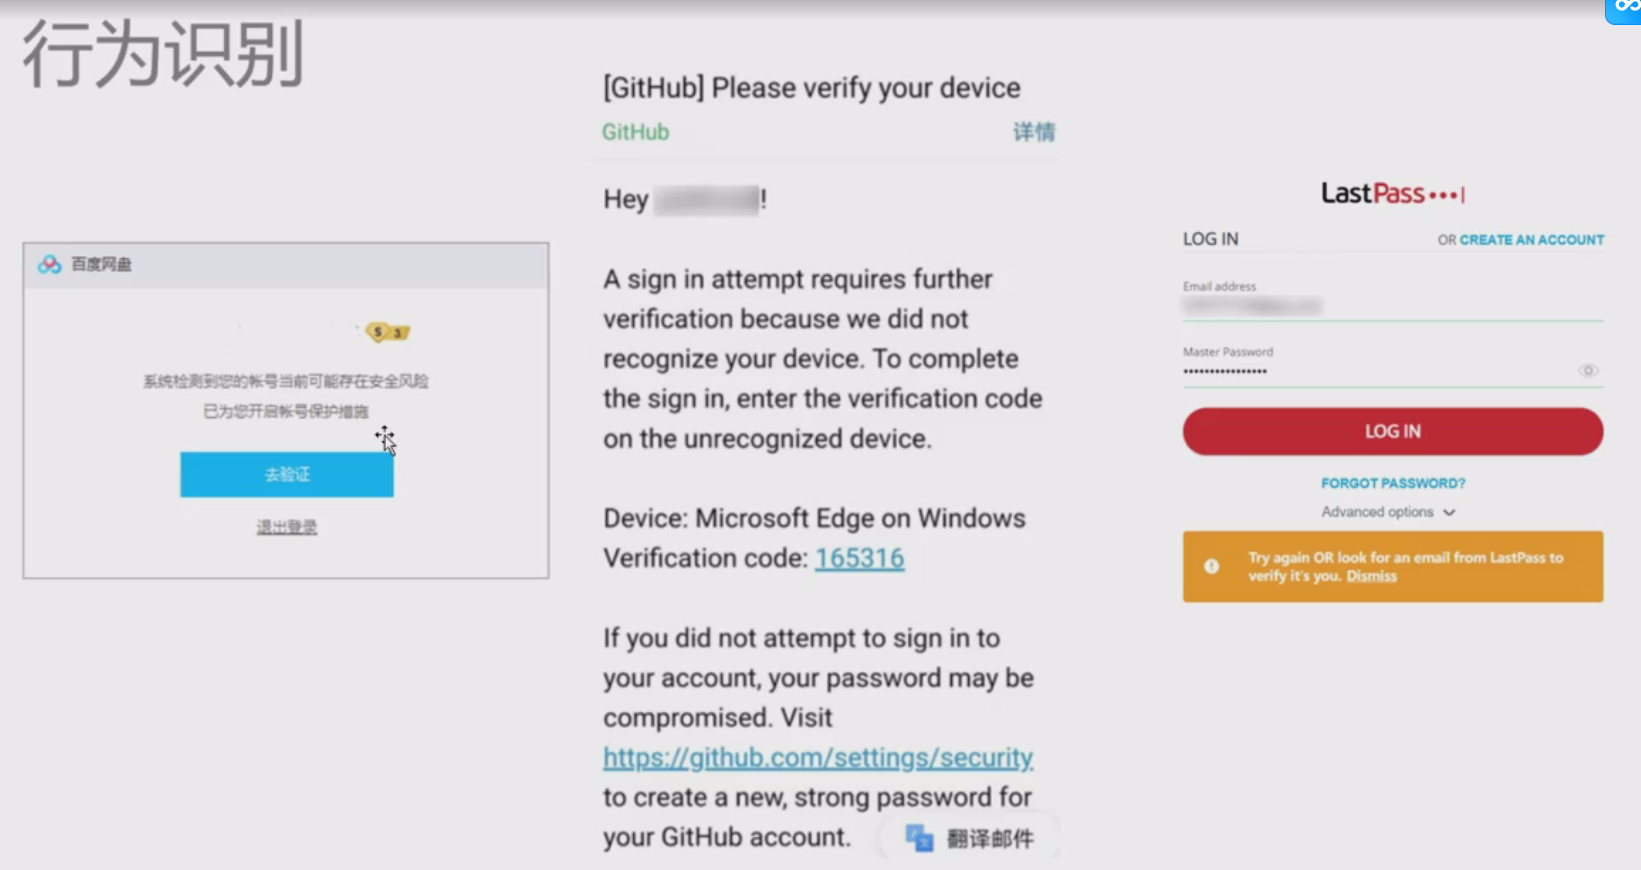 行为识别
百度网盘
S 3
系统检测到您的帐号当前可能存在安全风险
已为您开启帐号保护措施
去验证
退出登录
[GitHub] Please verify your device
GitHub 详情
Hey !
A sign in attempt requires further
verification because we did not
recognize your device. To complete
the sign in, enter the verification code
on the unrecognized device.
Device: Microsoft Edge on Windows
Verification code: 165316
If you did not attempt to sign in to
your account, your password may be
compromised. Visit
https://github.com/settings/security
to create a new, strong password for
your GitHub account.
翻译邮件
LastPass
LOG IN OR CREATE AN ACCOUNT
Email address
Master Password
••••••••••••••••
LOG IN
FORGOT PASSWORD?
Advanced options
Try again OR look for an email from LastPass to
verify it's you. Dismiss